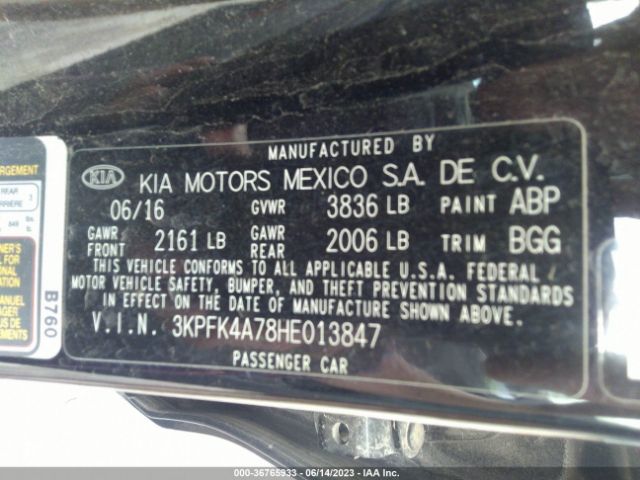 MANUFACTURED BY
KIA KIA MOTORS MEXICO S.A. DE C.V.
06/16 GVWR 3836 LB PAINT ABP
GAWR FRONT 2161 LB GAWR REAR 2006 LB TRIM BGG
THIS VEHICLE CONFORMS TO ALL APPLICABLE U.S.A. FEDERAL
MOTOR VEHICLE SAFETY, BUMPER, AND THEFT PREVENTION STANDARDS
IN EFFECT ON THE DATE OF MANUFACTURE SHOWN ABOVE.
V.I.N. 3KPFK4A78HE013847
PASSENGER CAR
B760
REAR
3
MANUEL
000-36765933 - 06/14/2023 - IAA Inc.